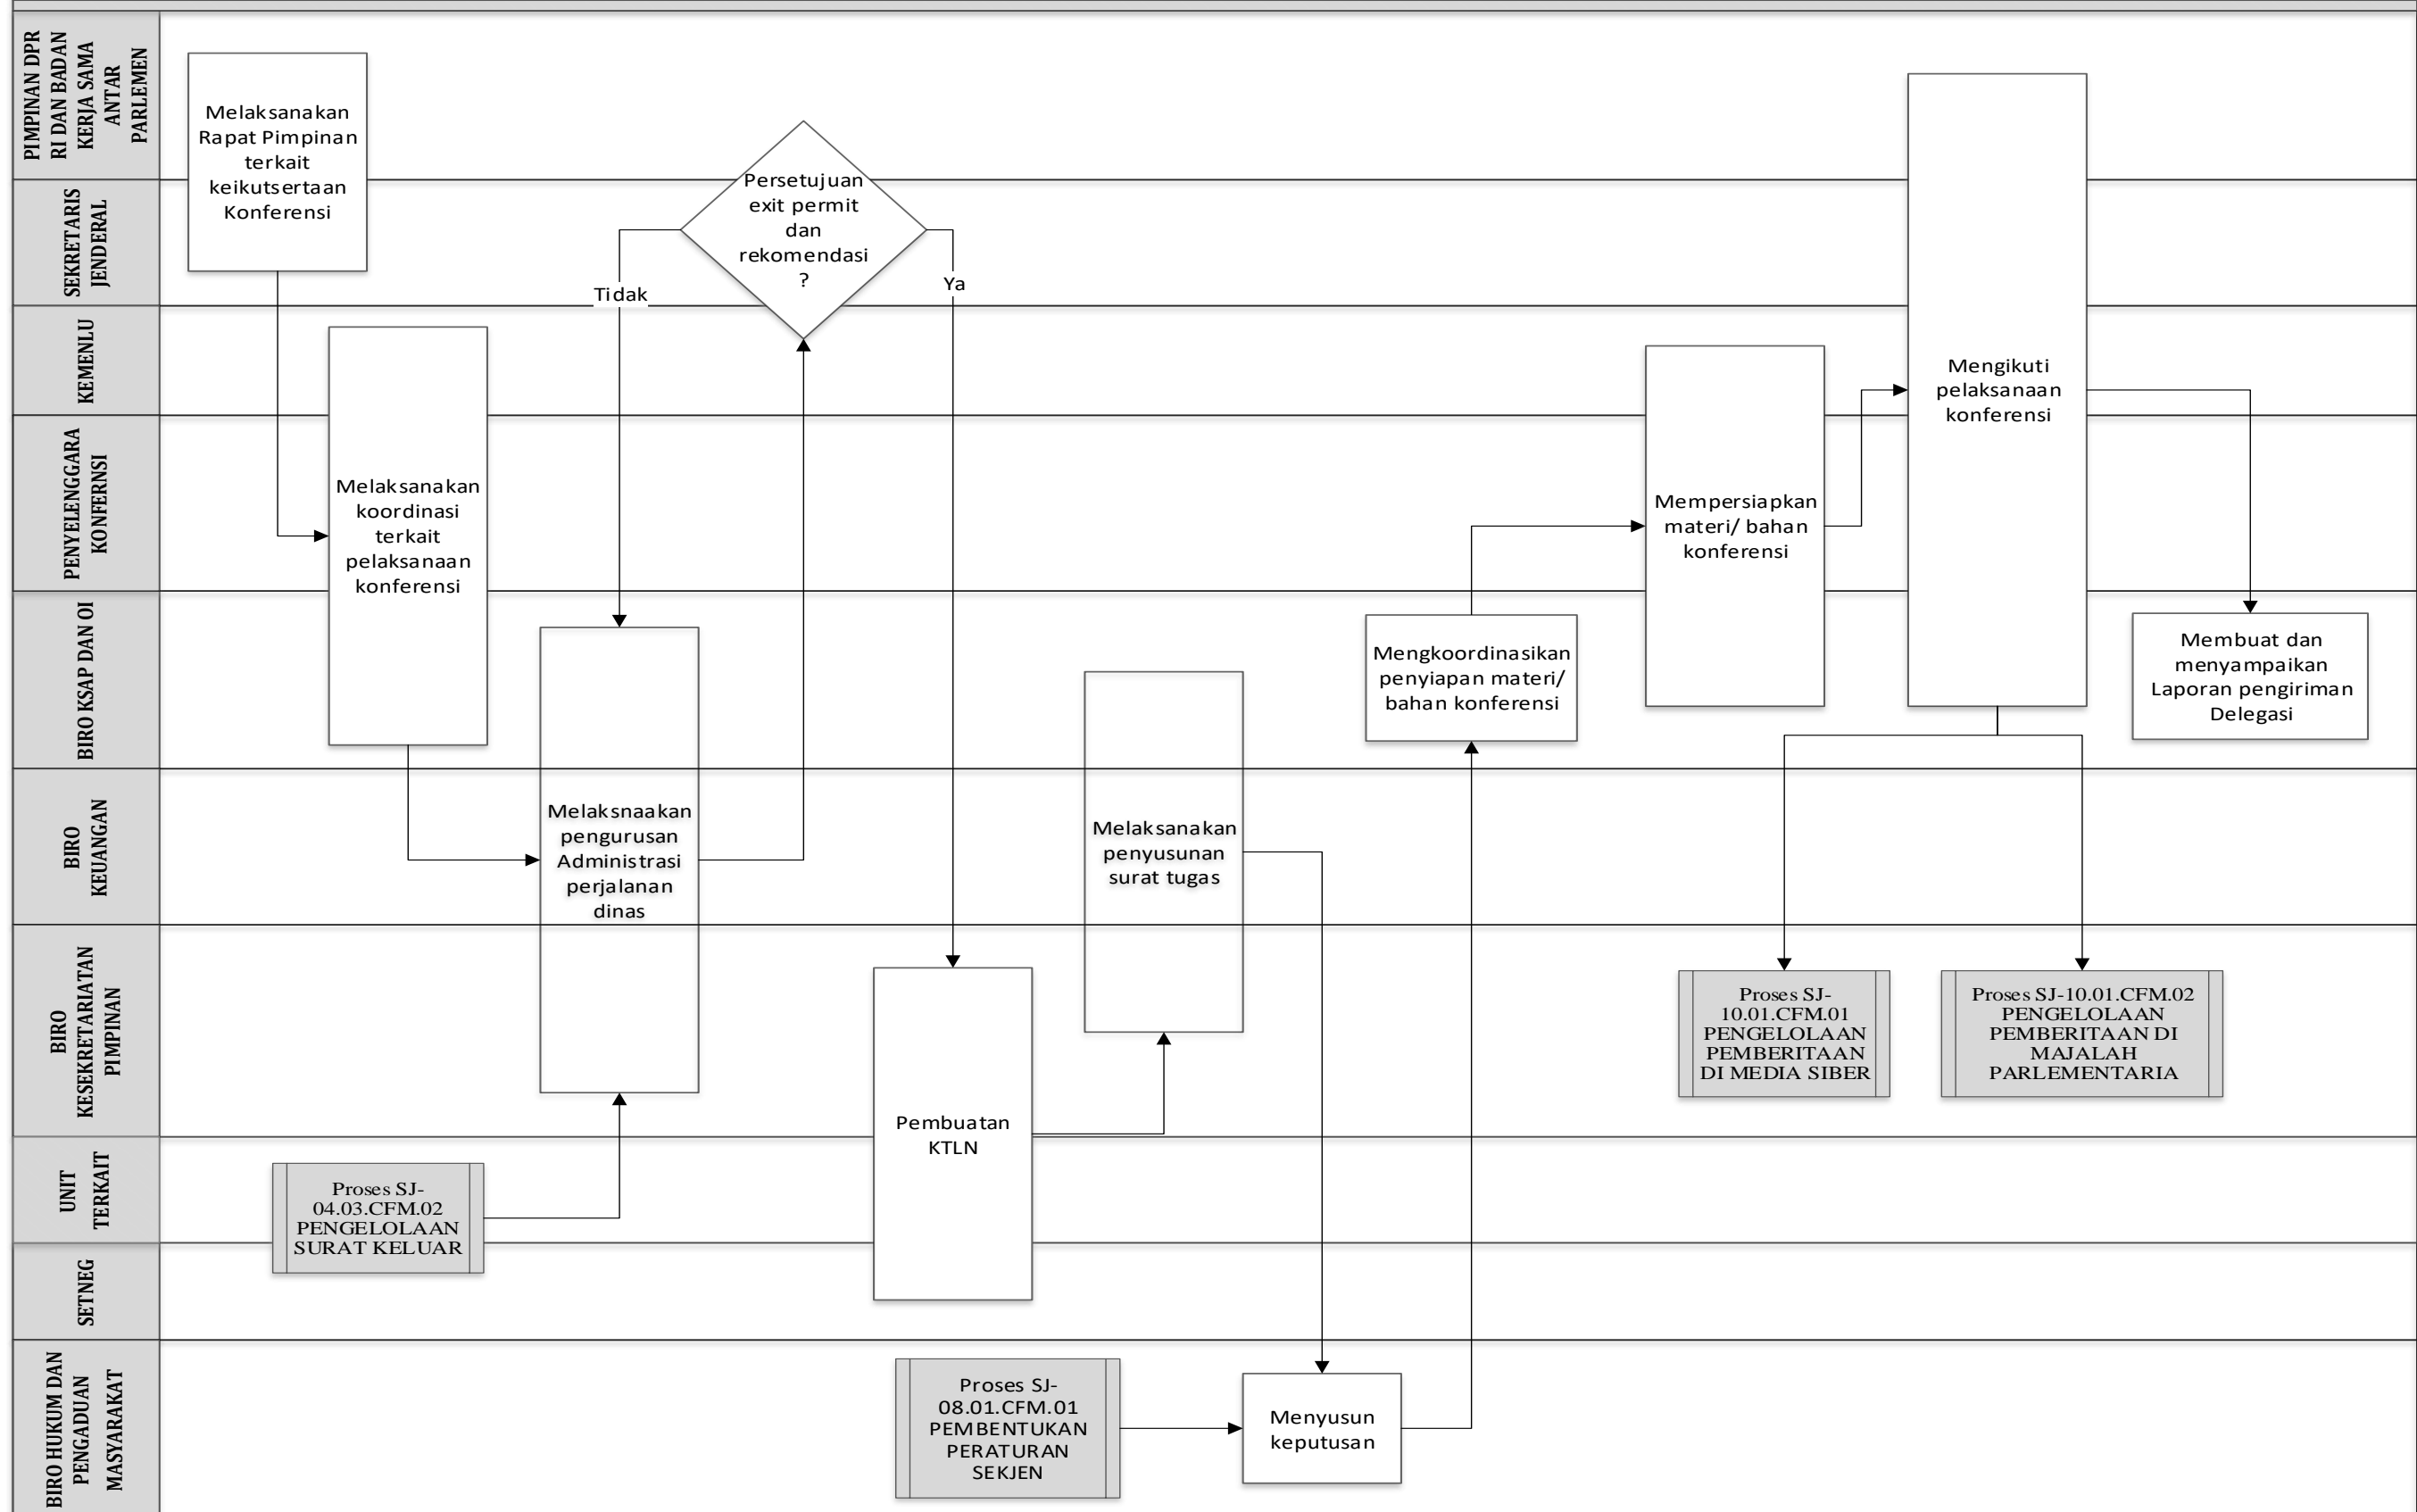 PIMPINAN DPR
RI DAN BADAN
KERJA SAMA
ANTAR
PARLEMEN
SEKRETARIS
JENDERAL
KEMENLU
PENYELENGGARA
KONFERNSI
BIRO KSAP DAN OI
BIRO
KEUANGAN
BIRO
KESEKRETARIATAN
PIMPINAN
UNIT
TERKAIT
SETNEG
BIRO HUKUM DAN
PENGADUAN
MASYARAKAT
Melaksanakan
Rapat Pimpinan
terkait
keikutsertaan
Konferensi
Melaksanakan
koordinasi
terkait
pelaksanaan
konferensi
Proses SJ-
04.03.CFM.02
PENGELOLAAN
SURAT KELUAR
Melaksnaakan
pengurusan
Administrasi
perjalanan
dinas
Persetujuan
exit permit
dan
rekomendasi
?
Tidak
Ya
Pembuatan
KTLN
Melaksanakan
penyusunan
surat tugas
Proses SJ-
08.01.CFM.01
PEMBENTUKAN
PERATURAN
SEKJEN
Menyusun
keputusan
Mengkoordinasikan
penyiapan materi/
bahan konferensi
Mempersiapkan
materi/ bahan
konferensi
Mengikuti
pelaksanaan
konferensi
Membuat dan
menyampaikan
Laporan pengiriman
Delegasi
Proses SJ-
10.01.CFM.01
PENGELOLAAN
PEMBERITAAN
DI MEDIA SIBER
Proses SJ-10.01.CFM.02
PENGELOLAAN
PEMBERITAAN DI
MAJALAH
PARLEMENTARIA